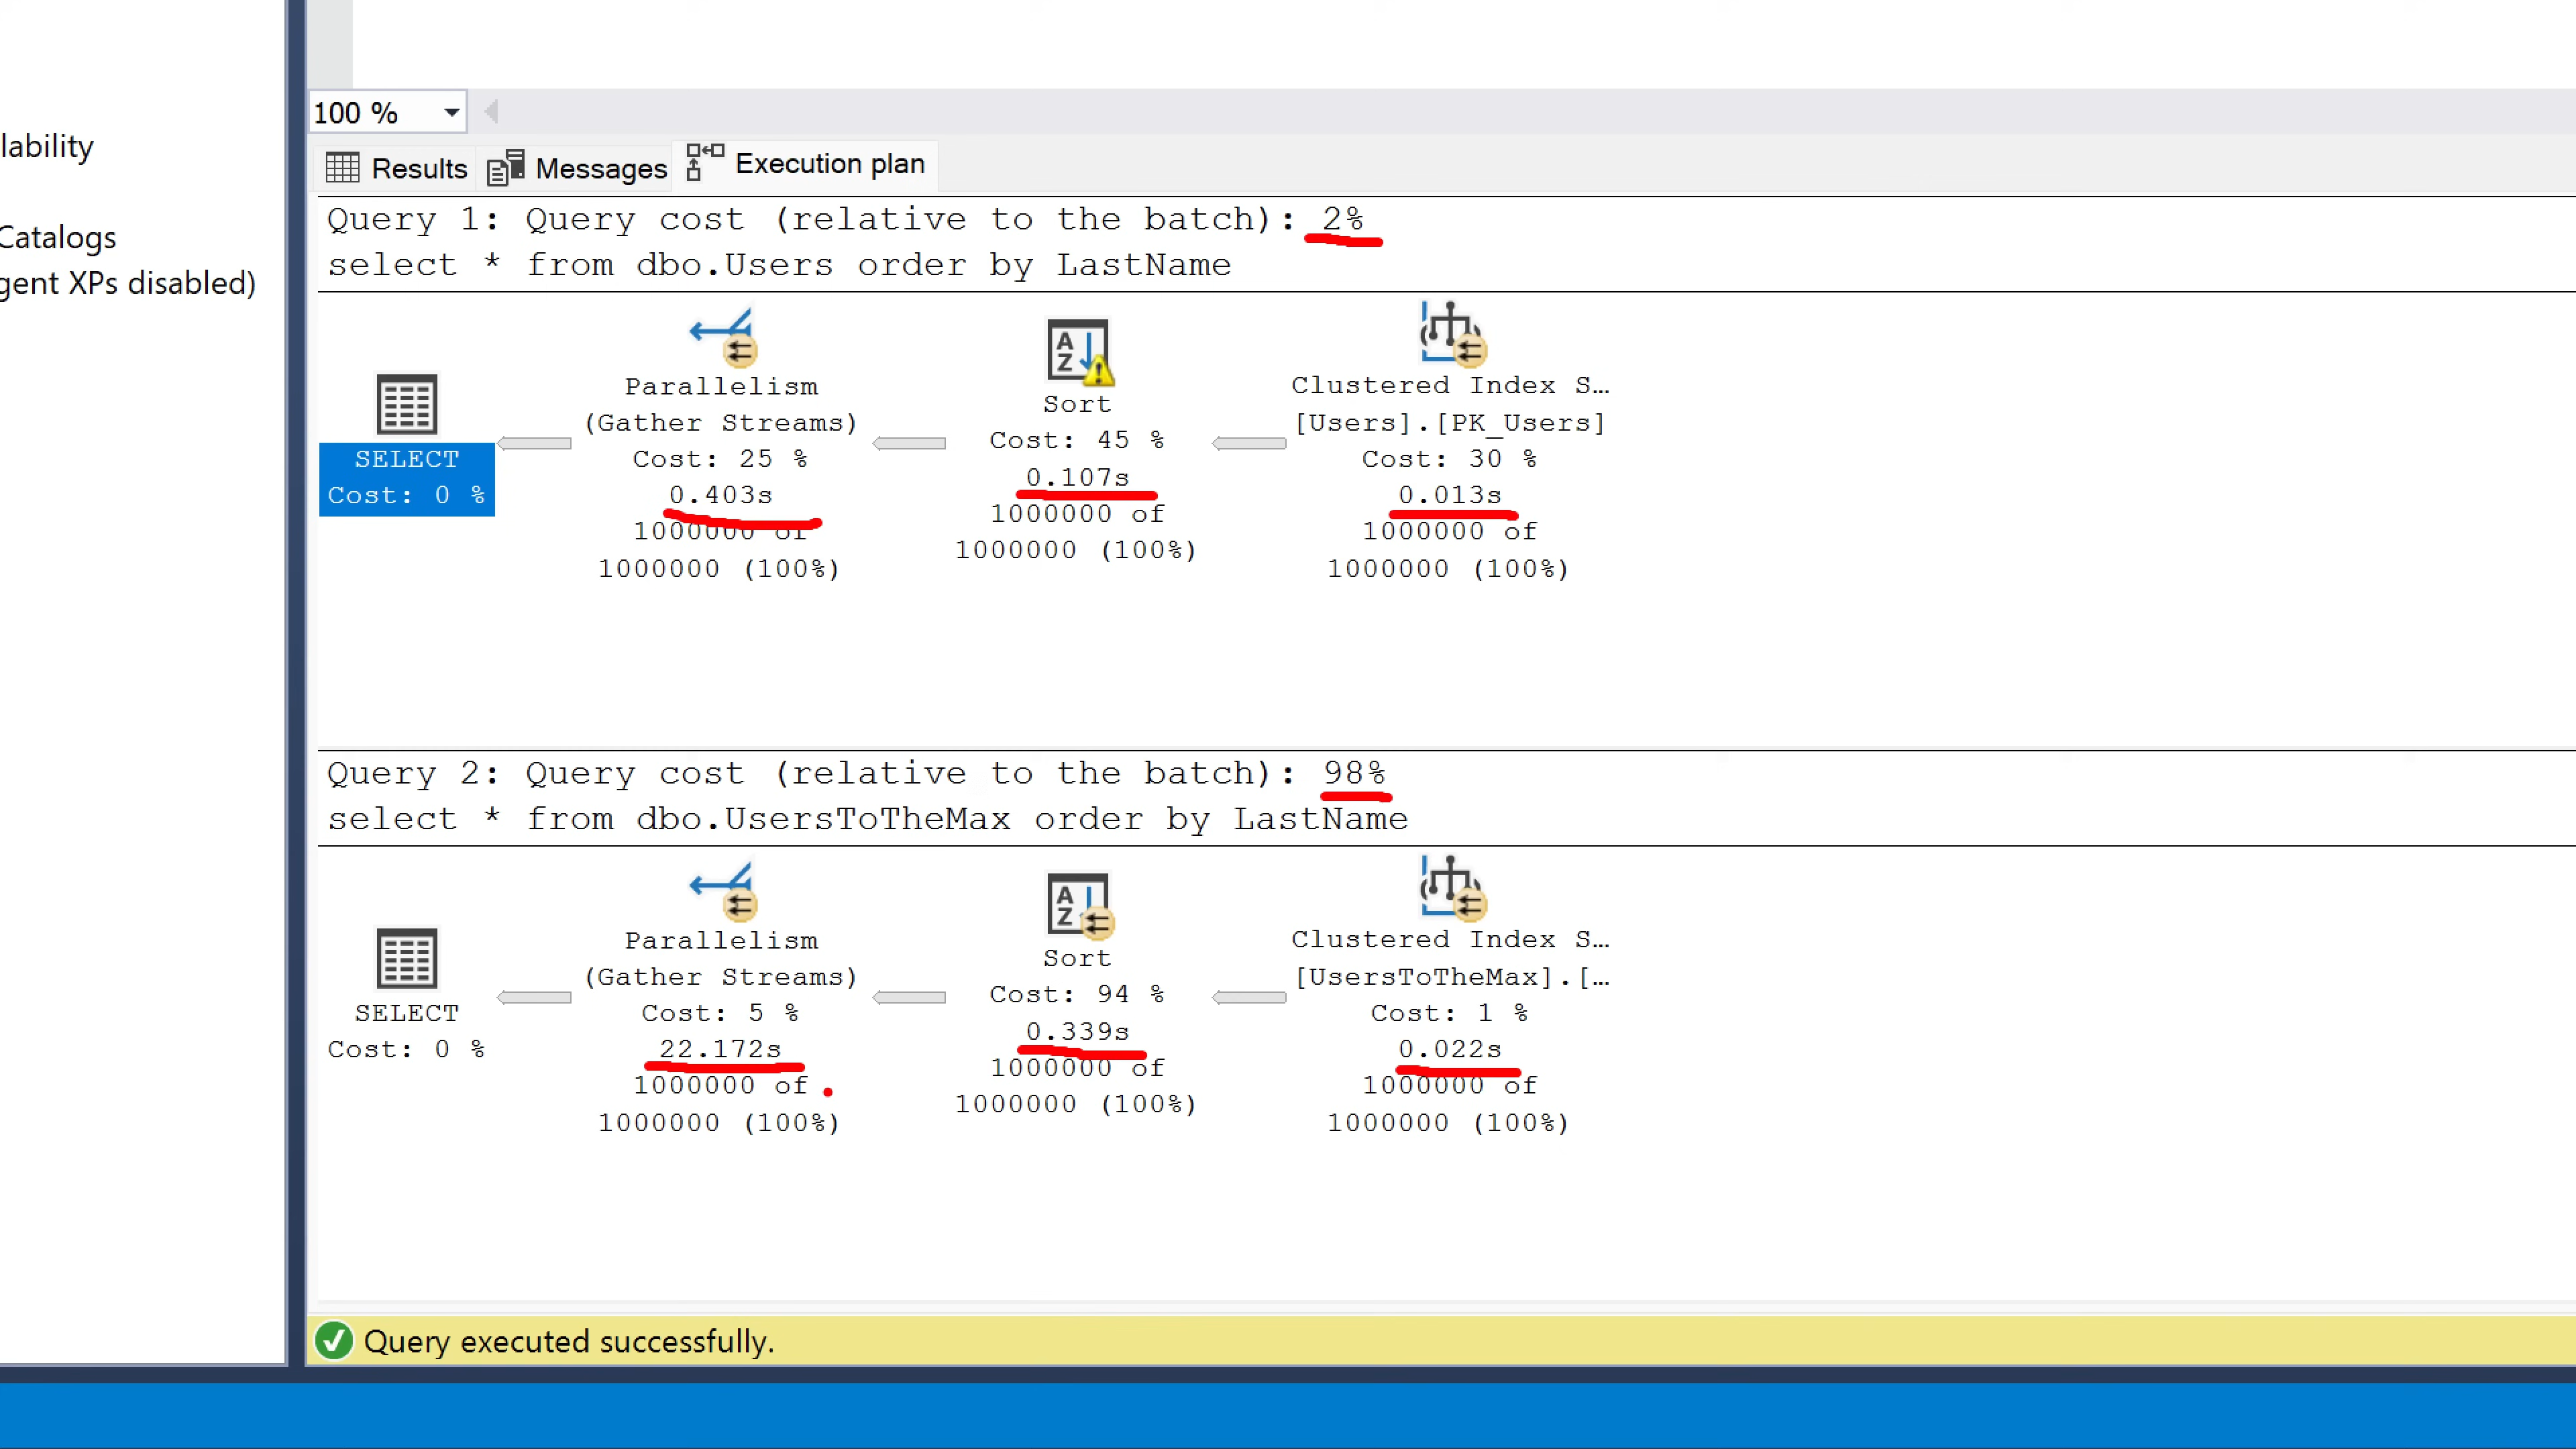 100 %
lability
Catalogs
gent XPs disabled)
Results Messages Execution plan
Query 1: Query cost (relative to the batch): 2%
select * from dbo.Users order by LastName
SELECT
Cost: 0 %
Parallelism
(Gather Streams)
Cost: 25 %
0.403s
1000000 of
1000000 (100%)
Sort
Cost: 45 %
0.107s
1000000 of
1000000 (100%)
Clustered Index S...
[Users].[PK_Users]
Cost: 30 %
0.013s
1000000 of
1000000 (100%)
Query 2: Query cost (relative to the batch): 98%
select * from dbo.UsersToTheMax order by LastName
SELECT
Cost: 0 %
Parallelism
(Gather Streams)
Cost: 5 %
22.172s
1000000 of
1000000 (100%)
Sort
Cost: 94 %
0.339s
1000000 of
1000000 (100%)
Clustered Index S...
[UsersToTheMax].[...
Cost: 1 %
0.022s
1000000 of
1000000 (100%)
Query executed successfully.